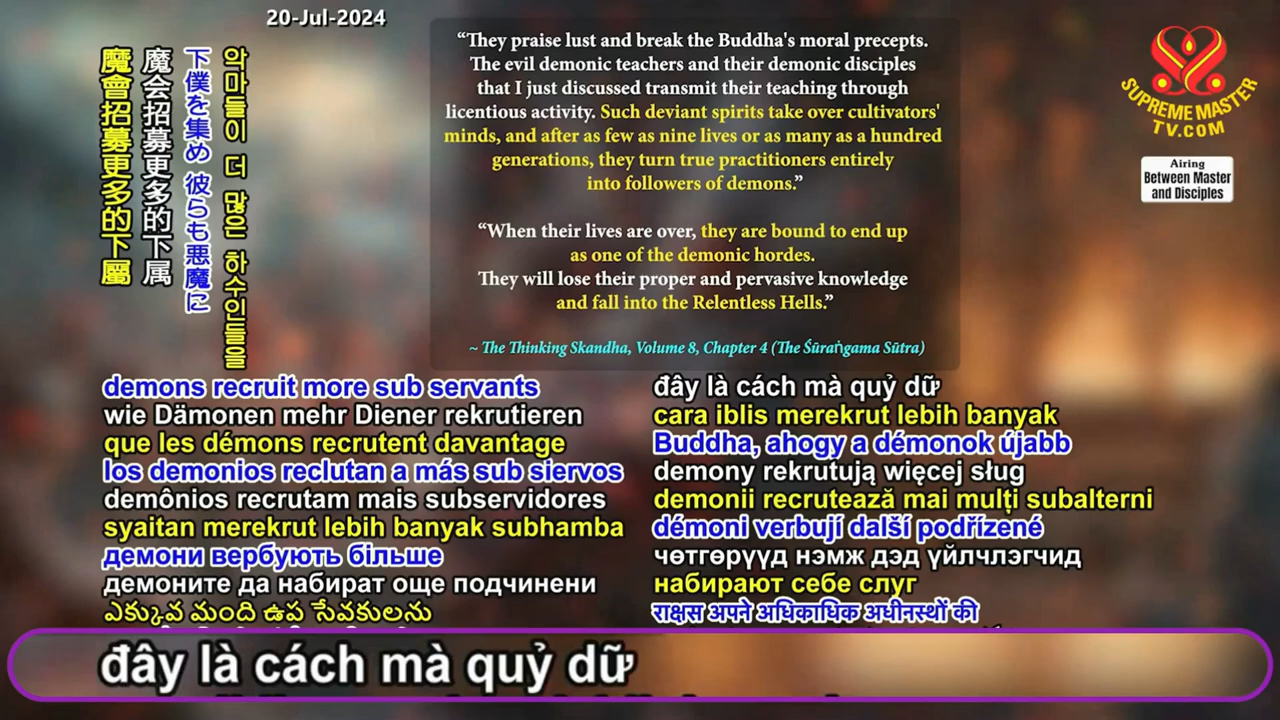 20-Jul-2024
魔會招募更多的下屬
魔会招募更多的下属
下僕を集め 彼らも悪魔に
악마들이 더 많은 하수인들을
“They praise lust and break the Buddha's moral precepts.
The evil demonic teachers and their demonic disciples
that I just discussed transmit their teaching through
licentious activity. Such deviant spirits take over cultivators'
minds, and after as few as nine lives or as many as a hundred
generations, they turn true practitioners entirely
into followers of demons.”
“When their lives are over, they are bound to end up
as one of the demonic hordes.
They will lose their proper and pervasive knowledge
and fall into the Relentless Hells.”
~ The Thinking Skandha, Volume 8, Chapter 4 (The Śūraṅgama Sūtra)
SUPREME MASTER
TV.COM
Airing
Between Master
and Disciples
demons recruit more sub servants
wie Dämonen mehr Diener rekrutieren
que les démons recrutent davantage
los demonios reclutan a más sub siervos
demônios recrutam mais subservidores
syaitan merekrut lebih banyak subhamba
демони вербують більше
демоните да набират още подчинени
ఎక్కువ మంది ఉప సేవకులను
đây là cách mà quỷ dữ
cara iblis merekrut lebih banyak
Buddha, ahogy a démonok újabb
demony rekrutują więcej sług
demonii recrutează mai mulți subalterni
démoni verbují další podřízené
чөтгөрүүд нэмж дэд үйлчлэгчид
набирают себе слуг
राक्षस अपने अधिकाधिक अधीनस्थों की
đây là cách mà quỷ dữ